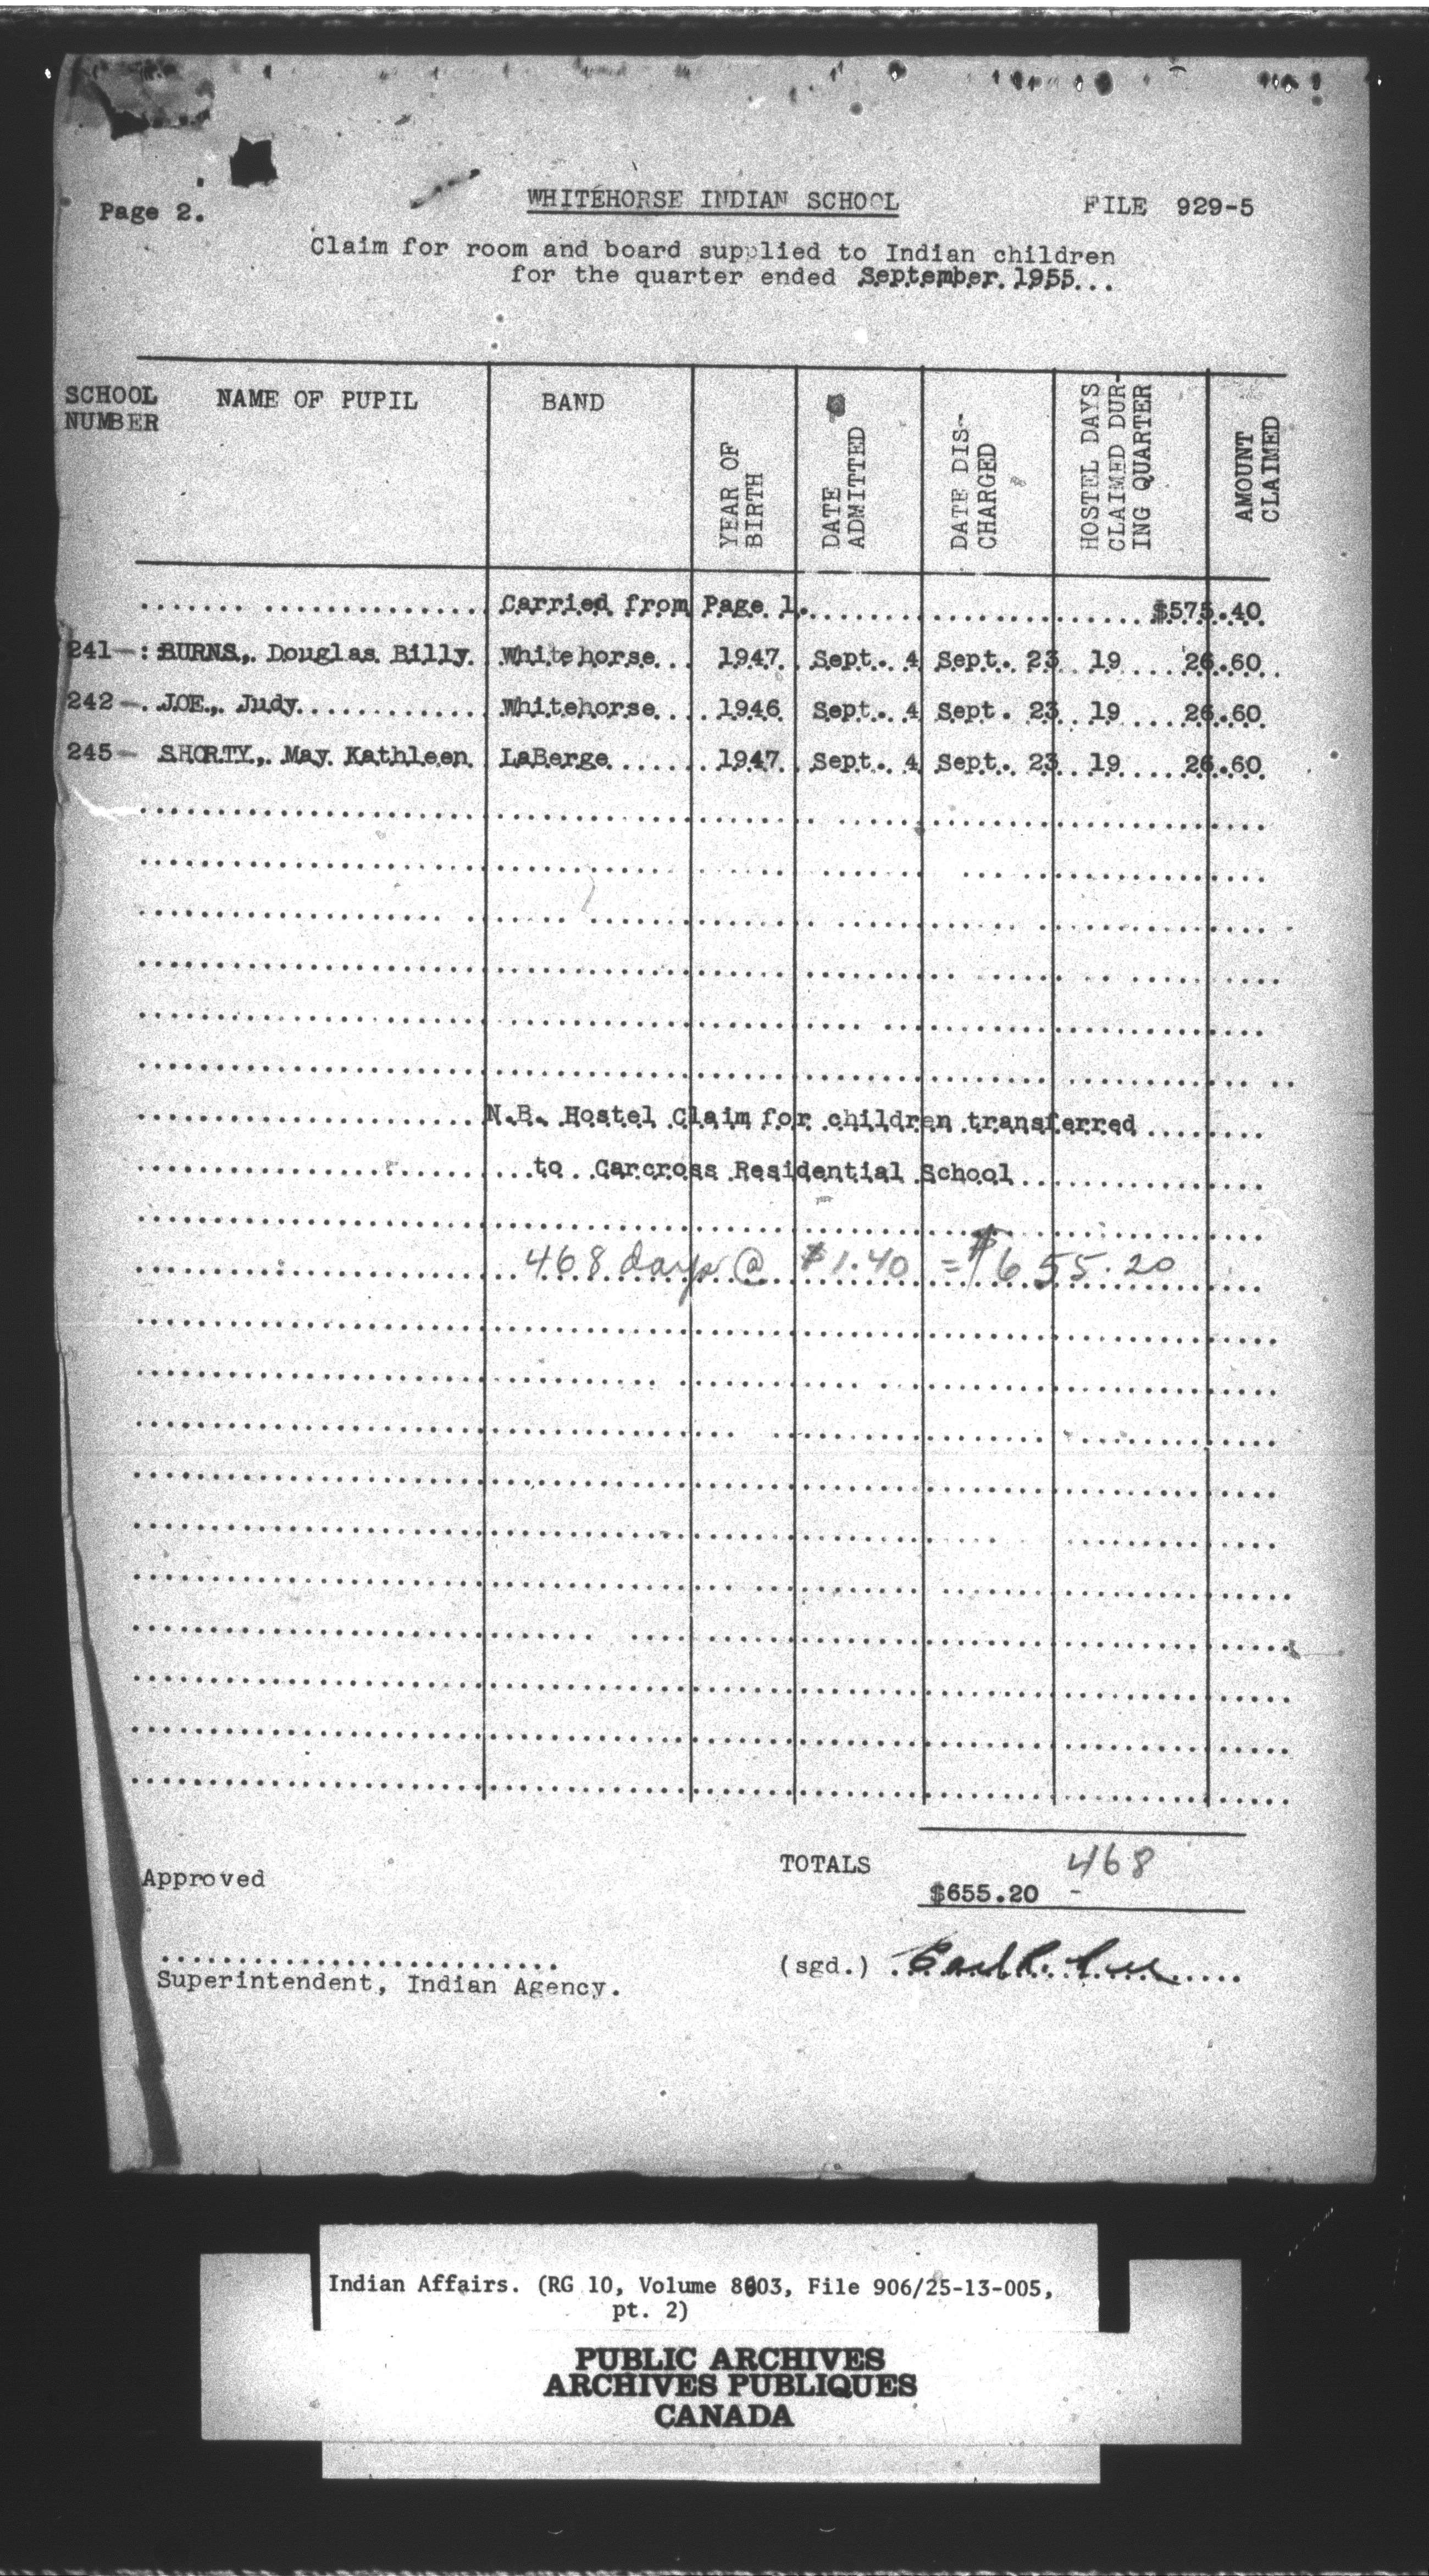 Page 2.
WHITEHORSE INDIAN SCHOOL
FILE 929-5
Claim for room and board supplied to Indian children
for the quarter ended September 1955...
SCHOOL NUMBER
NAME OF PUPIL
BAND
YEAR OF BIRTH
DATE ADMITTED
DATE DIS-CHARGED
HOSTEL DAYS CLAIMED DUR-ING QUARTER
AMOUNT CLAIMED
Carried from Page 1. $575.40
241 - BURNS, Douglas Billy Whitehorse 1947 Sept. 4 Sept. 23 19 26.60
242 - JOE, Judy Whitehorse 1946 Sept. 4 Sept. 23 19 26.60
245 - SHORTY, May Kathleen LaBerge 1947 Sept. 4 Sept. 23 19 26.60
N.B. Hostel Claim for children transferred
to Carcross Residential School
468 days @ $1.40 = $655.20
Approved
TOTALS 468
$655.20 -
(sgd.)
Superintendent, Indian Agency.
Indian Affairs. (RG 10, Volume 8603, File 906/25-13-005,
pt. 2)
PUBLIC ARCHIVES
ARCHIVES PUBLIQUES
CANADA